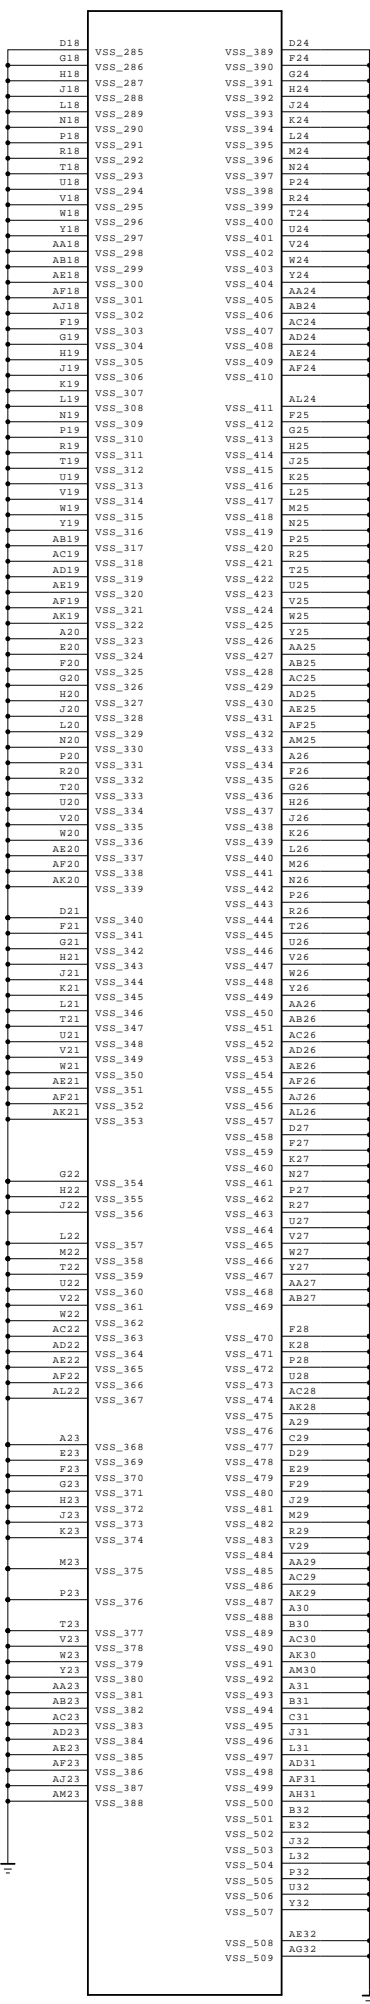 D18 VSS_285
G18 VSS_286
H18 VSS_287
J18 VSS_288
L18 VSS_289
N18 VSS_290
P18 VSS_291
R18 VSS_292
T18 VSS_293
U18 VSS_294
V18 VSS_295
W18 VSS_296
Y18 VSS_297
AA18 VSS_298
AB18 VSS_299
AE18 VSS_300
AF18 VSS_301
AJ18 VSS_302
F19 VSS_303
G19 VSS_304
H19 VSS_305
J19 VSS_306
K19 VSS_307
L19 VSS_308
N19 VSS_309
P19 VSS_310
R19 VSS_311
T19 VSS_312
U19 VSS_313
V19 VSS_314
W19 VSS_315
Y19 VSS_316
AB19 VSS_317
AC19 VSS_318
AD19 VSS_319
AE19 VSS_320
AF19 VSS_321
AK19 VSS_322
A20 VSS_323
E20 VSS_324
F20 VSS_325
G20 VSS_326
H20 VSS_327
J20 VSS_328
L20 VSS_329
N20 VSS_330
P20 VSS_331
R20 VSS_332
T20 VSS_333
U20 VSS_334
V20 VSS_335
W20 VSS_336
AE20 VSS_337
AF20 VSS_338
AK20 VSS_339
D21 VSS_340
F21 VSS_341
G21 VSS_342
H21 VSS_343
J21 VSS_344
K21 VSS_345
L21 VSS_346
T21 VSS_347
U21 VSS_348
V21 VSS_349
W21 VSS_350
AE21 VSS_351
AF21 VSS_352
AK21 VSS_353
G22 VSS_354
H22 VSS_355
J22 VSS_356
L22 VSS_357
M22 VSS_358
T22 VSS_359
U22 VSS_360
V22 VSS_361
W22 VSS_362
AC22 VSS_363
AD22 VSS_364
AE22 VSS_365
AF22 VSS_366
AL22 VSS_367
A23 VSS_368
E23 VSS_369
F23 VSS_370
G23 VSS_371
H23 VSS_372
J23 VSS_373
K23 VSS_374
M23 VSS_375
P23 VSS_376
T23 VSS_377
V23 VSS_378
W23 VSS_379
Y23 VSS_380
AA23 VSS_381
AB23 VSS_382
AC23 VSS_383
AD23 VSS_384
AE23 VSS_385
AF23 VSS_386
AJ23 VSS_387
AM23 VSS_388
VSS_389 D24
VSS_390 F24
VSS_391 G24
VSS_392 H24
VSS_393 J24
VSS_394 K24
VSS_395 L24
VSS_396 M24
VSS_397 N24
VSS_398 P24
VSS_399 R24
VSS_400 T24
VSS_401 U24
VSS_402 V24
VSS_403 W24
VSS_404 Y24
VSS_405 AA24
VSS_406 AB24
VSS_407 AC24
VSS_408 AD24
VSS_409 AE24
VSS_410 AF24
VSS_411 AL24
VSS_412 F25
VSS_413 G25
VSS_414 H25
VSS_415 J25
VSS_416 K25
VSS_417 L25
VSS_418 M25
VSS_419 N25
VSS_420 P25
VSS_421 R25
VSS_422 T25
VSS_423 U25
VSS_424 V25
VSS_425 W25
VSS_426 Y25
VSS_427 AA25
VSS_428 AB25
VSS_429 AC25
VSS_430 AD25
VSS_431 AE25
VSS_432 AF25
VSS_433 AM25
VSS_434 A26
VSS_435 F26
VSS_436 G26
VSS_437 H26
VSS_438 J26
VSS_439 K26
VSS_440 L26
VSS_441 M26
VSS_442 N26
VSS_443 P26
VSS_444 R26
VSS_445 T26
VSS_446 U26
VSS_447 V26
VSS_448 W26
VSS_449 Y26
VSS_450 AA26
VSS_451 AB26
VSS_452 AC26
VSS_453 AD26
VSS_454 AE26
VSS_455 AF26
VSS_456 AJ26
VSS_457 AL26
VSS_458 D27
VSS_459 F27
VSS_460 K27
VSS_461 N27
VSS_462 P27
VSS_463 R27
VSS_464 U27
VSS_465 V27
VSS_466 W27
VSS_467 Y27
VSS_468 AA27
VSS_469 AB27
VSS_470 F28
VSS_471 K28
VSS_472 P28
VSS_473 U28
VSS_474 AC28
VSS_475 AK28
VSS_476 A29
VSS_477 C29
VSS_478 D29
VSS_479 E29
VSS_480 F29
VSS_481 J29
VSS_482 M29
VSS_483 R29
VSS_484 V29
VSS_485 AA29
VSS_486 AC29
VSS_487 AK29
VSS_488 A30
VSS_489 B30
VSS_490 AC30
VSS_491 AK30
VSS_492 AM30
VSS_493 A31
VSS_494 B31
VSS_495 C31
VSS_496 J31
VSS_497 L31
VSS_498 AD31
VSS_499 AF31
VSS_500 AH31
VSS_501 B32
VSS_502 E32
VSS_503 J32
VSS_504 L32
VSS_505 P32
VSS_506 U32
VSS_507 Y32
VSS_508 AE32
VSS_509 AG32